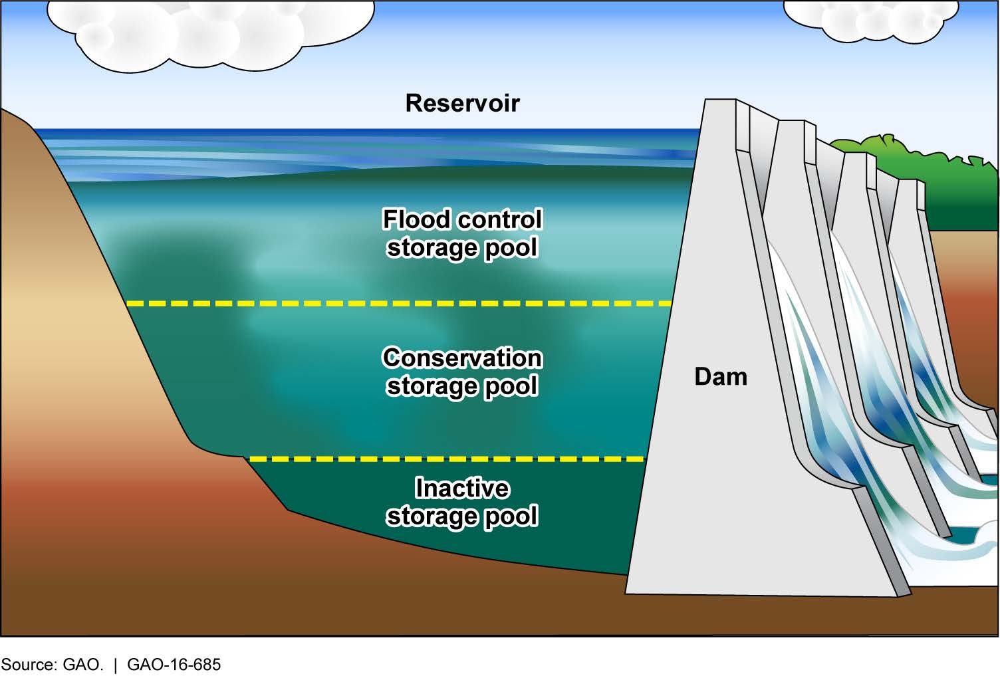 Reservoir
Flood control
storage pool
Conservation
storage pool
Dam
Inactive
storage pool
Source: GAO. | GAO-16-685